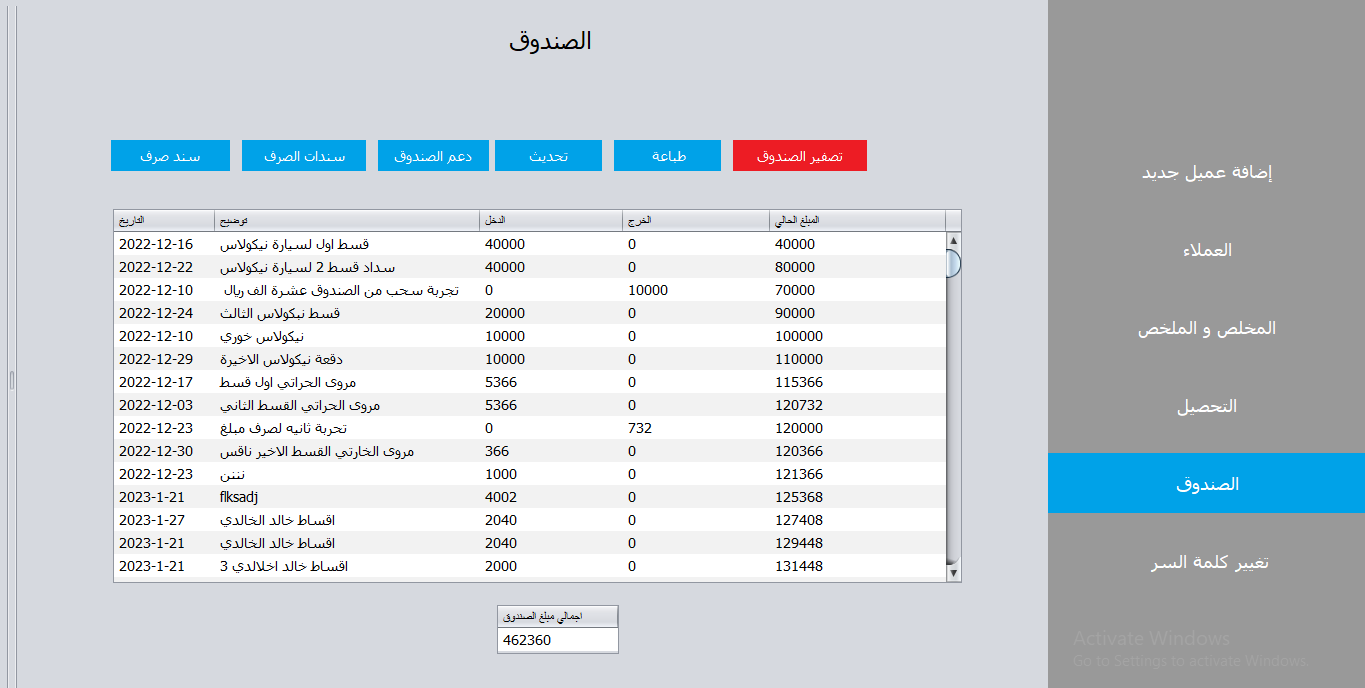 الصندوق
تصفير الصندوق
طباعة
تحديث
دعم الصندوق
سندات الصرف
سند صرف
التاريخ توضيح الدخل الخرج المبلغ الحالي
2022-12-16 قسط اول لسيارة نيكولاس 40000 0 40000
2022-12-22 سداد قسط 2 لسيارة نيكولاس 40000 0 80000
2022-12-10 تجربة سحب من الصندوق عشرة الف ريال 0 10000 70000
2022-12-24 قسط نيكولاس الثالث 20000 0 90000
2022-12-10 نيكولاس خوري 10000 0 100000
2022-12-29 دفعة نيكولاس الاخيرة 10000 0 110000
2022-12-17 مروى الحراتي اول قسط 5366 0 115366
2022-12-03 مروى الحراتي القسط الثاني 5366 0 120732
2022-12-23 تجربة ثانيه لصرف مبلغ 0 732 120000
2022-12-30 مروى الخارتي القسط الاخير ناقس 366 0 120366
2022-12-23 نننن 1000 0 121366
2023-1-21 flksadj 4002 0 125368
2023-1-27 اقساط خالد الخالدي 2040 0 127408
2023-1-21 اقساط خالد الخالدي 2040 0 129448
2023-1-21 اقساط خالد اخلالدي 3 2000 0 131448
اجمالي مبلغ الصندوق
462360
إضافة عميل جديد
العملاء
المخلص و الملخص
التحصيل
الصندوق
تغيير كلمة السر
Activate Windows
Go to Settings to activate Windows.